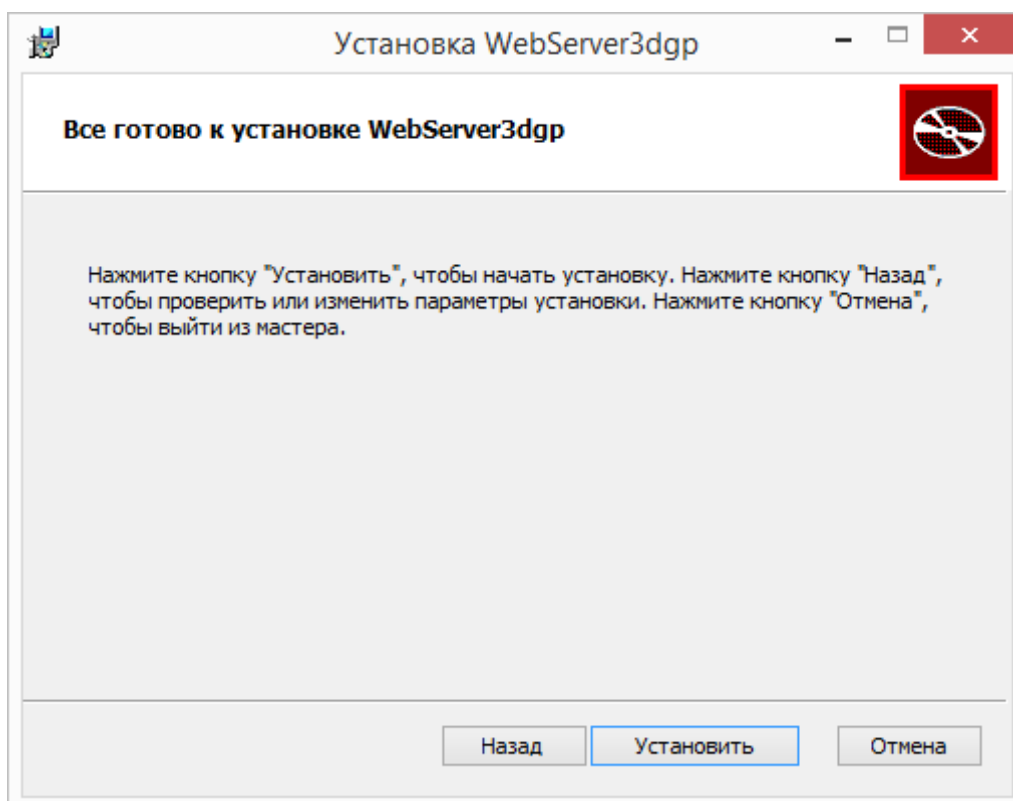 Установка WebServer3dgp
Все готово к установке WebServer3dgp
Нажмите кнопку "Установить", чтобы начать установку. Нажмите кнопку "Назад",
чтобы проверить или изменить параметры установки. Нажмите кнопку "Отмена",
чтобы выйти из мастера.
Назад
Установить
Отмена